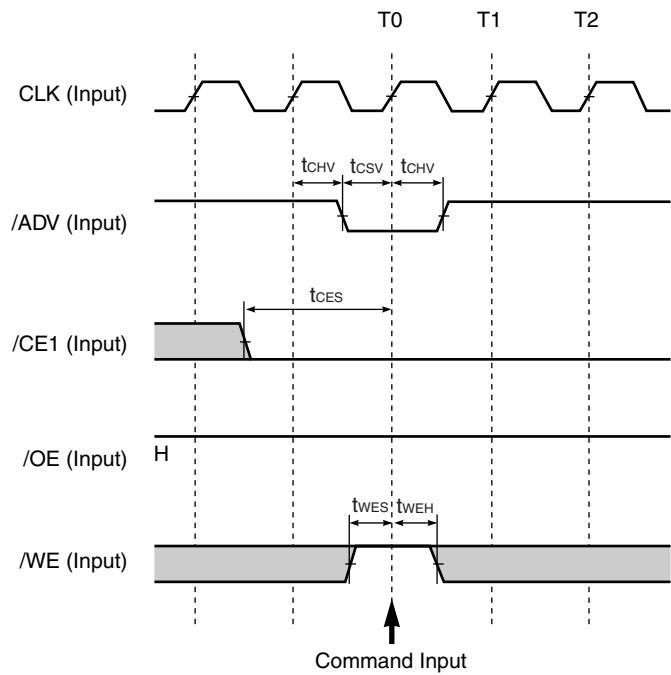 T0 T1 T2
CLK (Input)
tCHV tCSV tCHV
/ADV (Input)
tCES
/CE1 (Input)
/OE (Input) H
tWES tWEH
/WE (Input)
Command Input